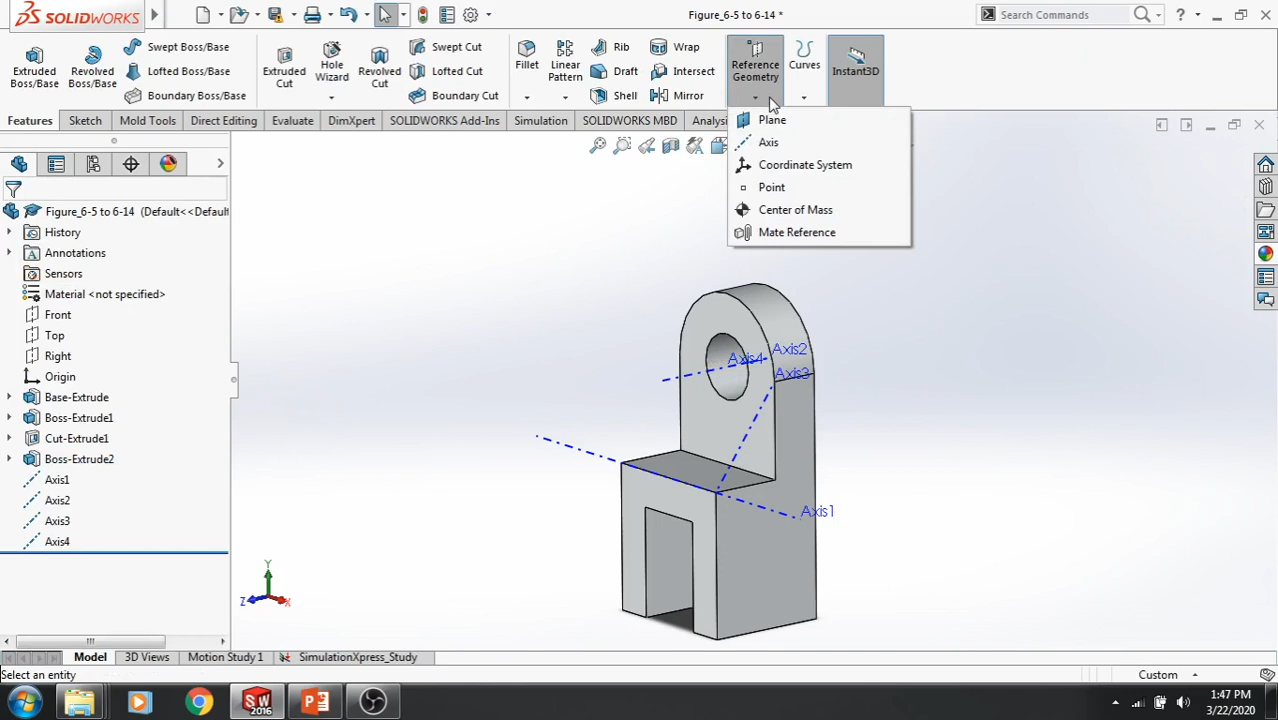 SOLIDWORKS
Figure_6-5 to 6-14 *
Search Commands
?
Extruded Boss/Base
Revolved Boss/Base
Swept Boss/Base
Lofted Boss/Base
Boundary Boss/Base
Extruded Cut
Hole Wizard
Revolved Cut
Swept Cut
Lofted Cut
Boundary Cut
Fillet
Linear Pattern
Rib
Draft
Shell
Wrap
Intersect
Mirror
Reference Geometry
Curves
Instant3D
Features
Sketch
Mold Tools
Direct Editing
Evaluate
DimXpert
SOLIDWORKS Add-Ins
Simulation
SOLIDWORKS MBD
Analysi
Plane
Axis
Coordinate System
Point
Center of Mass
Mate Reference
Figure_6-5 to 6-14 (Default<<Default
History
Annotations
Sensors
Material <not specified>
Front
Top
Right
Origin
Base-Extrude
Boss-Extrude1
Cut-Extrude1
Boss-Extrude2
Axis1
Axis2
Axis3
Axis4
Axis4
Axis2
Axis3
Axis1
Y
Z
X
Model
3D Views
Motion Study 1
SimulationXpress_Study
Select an entity
Custom
SW
2016
1:47 PM
3/22/2020